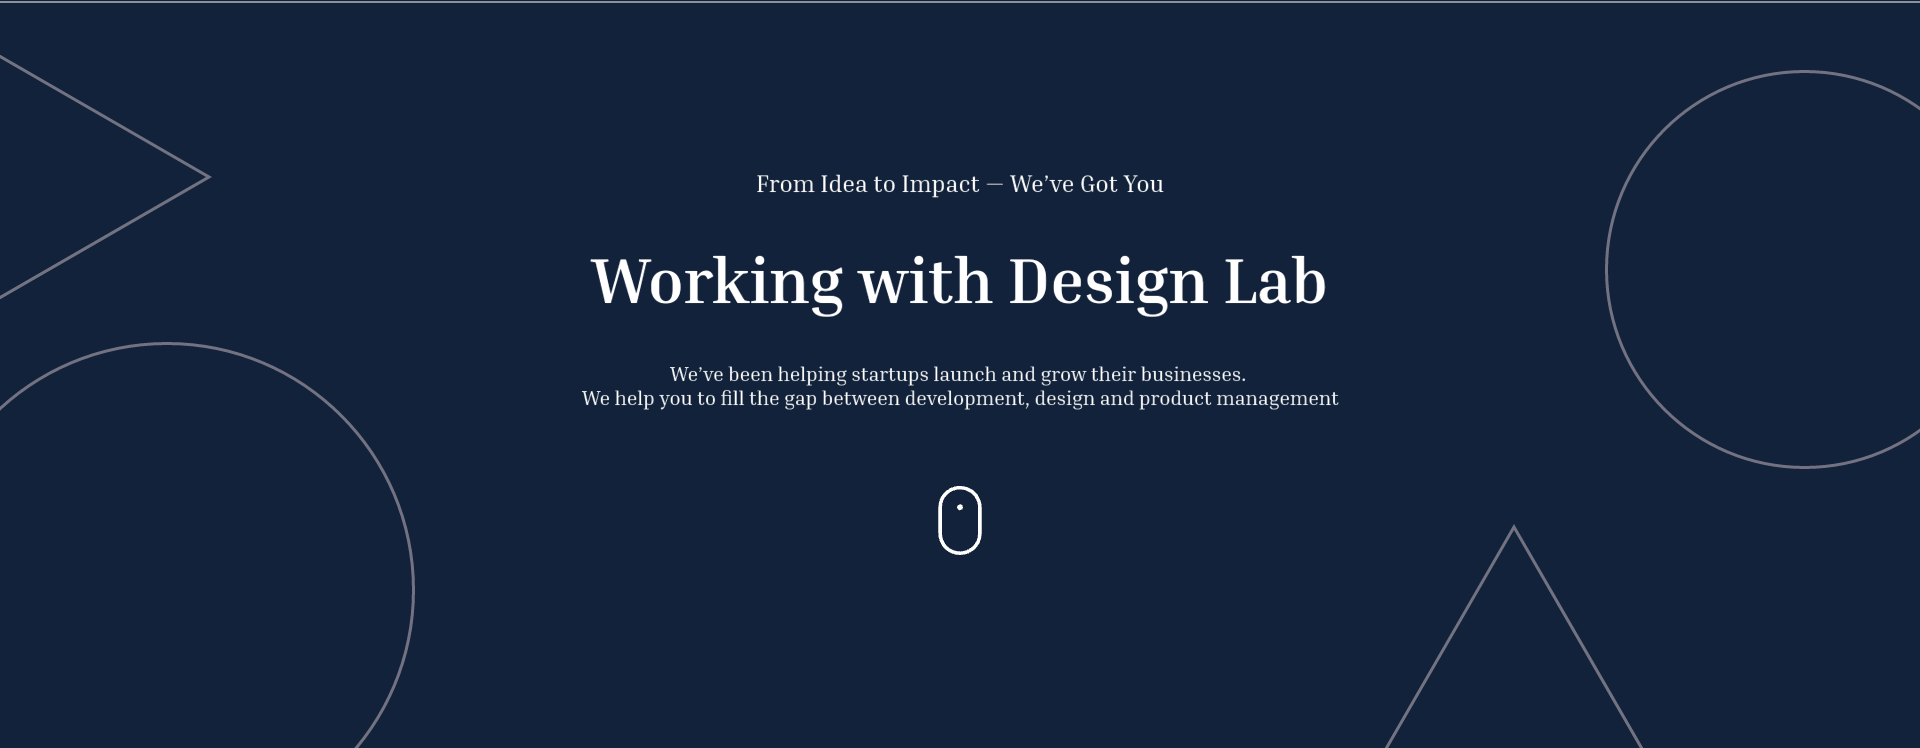 From Idea to Impact — We’ve Got You
Working with Design Lab
We’ve been helping startups launch and grow their businesses.
We help you to fill the gap between development, design and product management